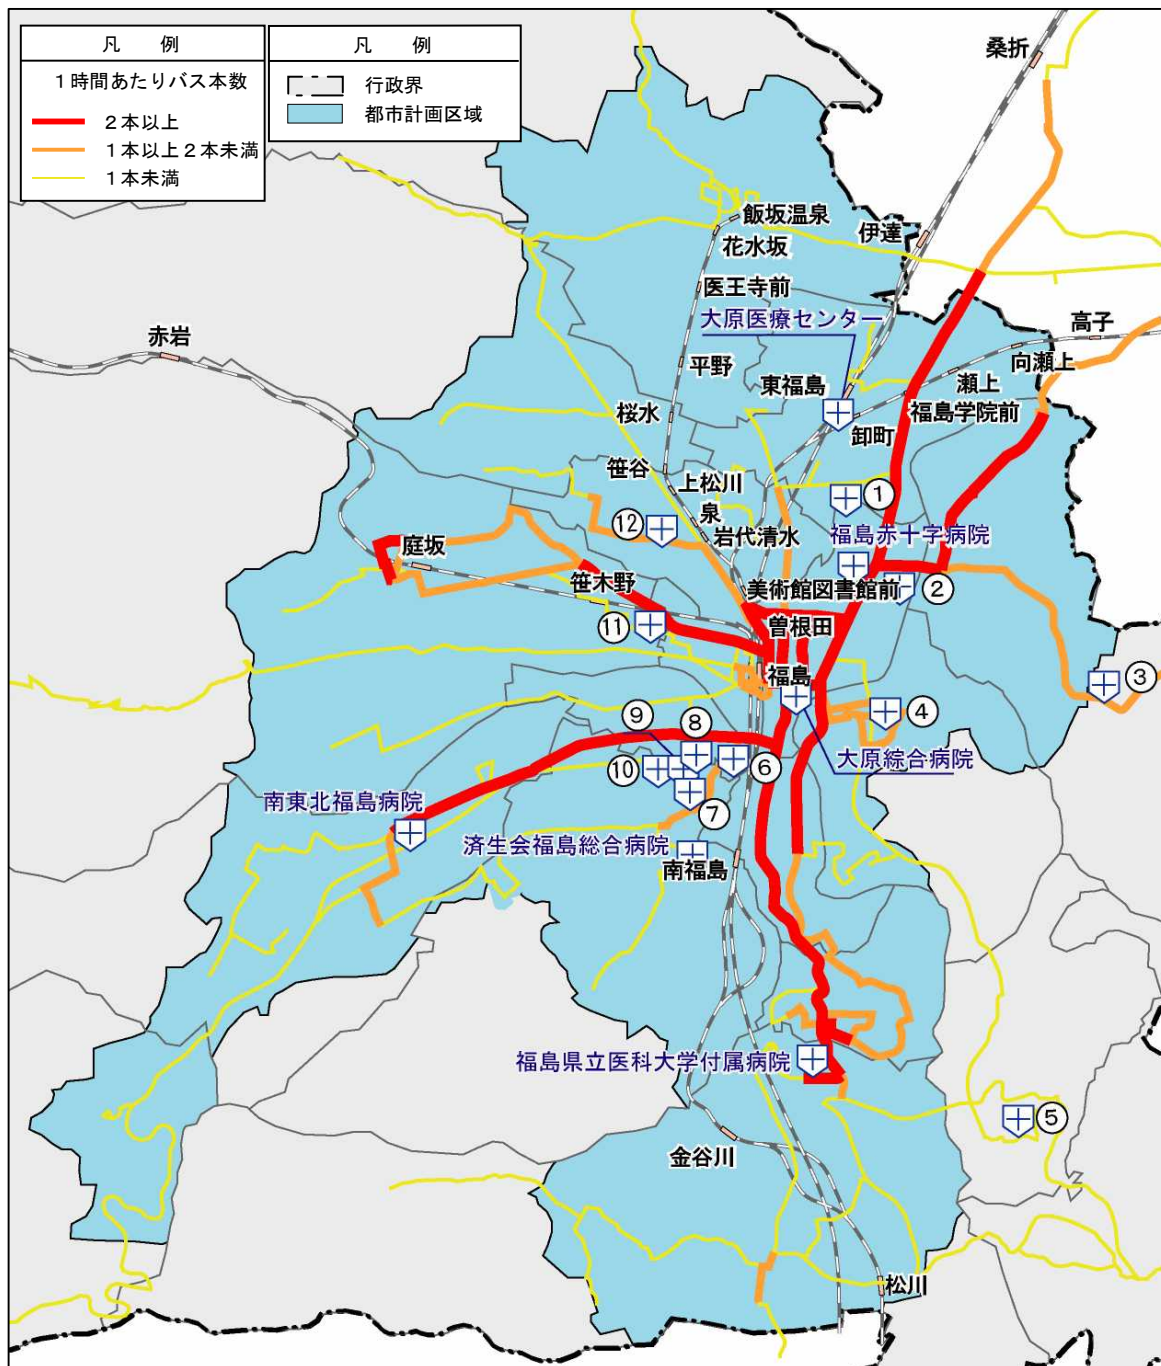 凡 例
１時間あたりバス本数
２本以上
１本以上２本未満
１本未満
凡 例
行政界
都市計画区域
桑折
飯坂温泉
花水坂
伊達
医王寺前
大原医療センター
赤岩
高子
向瀬上
平野
東福島
瀬上
桜水
福島学院前
卸町
笹谷
上松川
①
泉
⑫
岩代清水
福島赤十字病院
庭坂
笹木野
美術館図書館前
②
⑪
曽根田
福島
③
⑨
⑧
④
⑩
⑥
大原綜合病院
南東北福島病院
⑦
済生会福島総合病院
南福島
福島県立医科大学付属病院
⑤
金谷川
松川